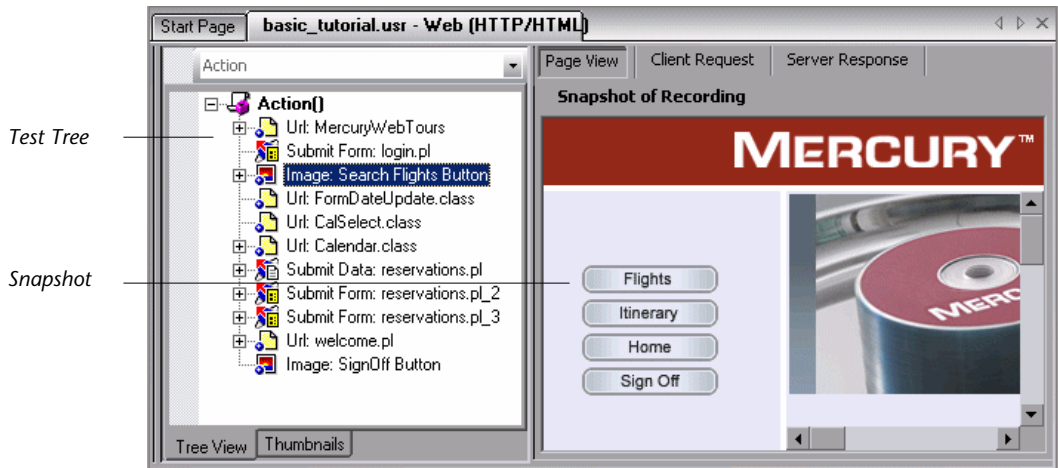 Start Page
basic_tutorial.usr - Web (HTTP/HTML)
Action
Page View
Client Request
Server Response
Snapshot of Recording
Test Tree
Action()
Url: MercuryWebTours
Submit Form: login.pl
Image: Search Flights Button
Url: FormDateUpdate.class
Url: CalSelect.class
Url: Calendar.class
Submit Data: reservations.pl
Submit Form: reservations.pl_2
Submit Form: reservations.pl_3
Url: welcome.pl
Image: SignOff Button
Snapshot
MERCURY™
Flights
Itinerary
Home
Sign Off
MERC
Tree View
Thumbnails